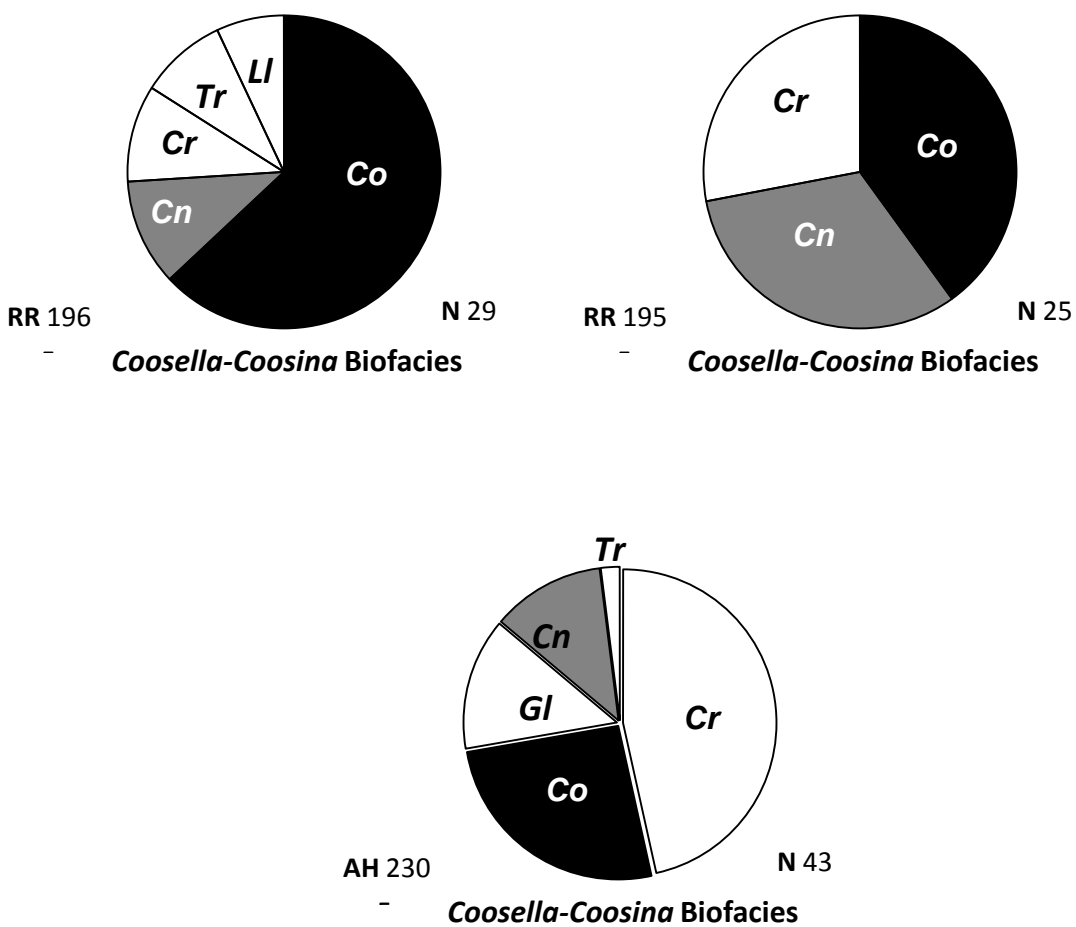 Ll
Tr
Cr
Cn
Co
RR 196
–
N 29
Coosella-Coosina Biofacies
Cr
Co
Cn
RR 195
–
N 25
Coosella-Coosina Biofacies
Tr
Cn
Gl
Cr
Co
AH 230
–
N 43
Coosella-Coosina Biofacies